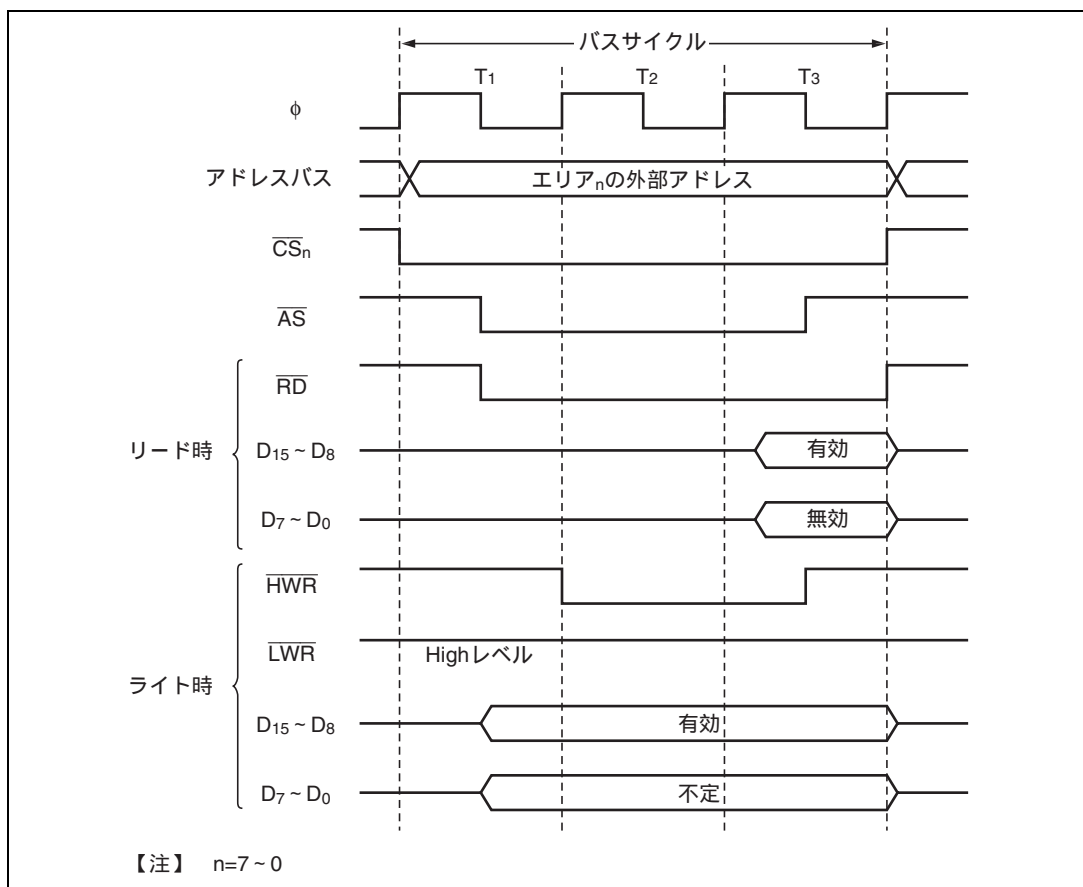 バスサイクル
T1 T2 T3
φ
アドレスバス エリアnの外部アドレス
CSn
AS
RD
リード時 D15~D8 有効
D7~D0 無効
HWR
LWR Highレベル
ライト時
D15~D8 有効
D7~D0 不定
【注】 n=7~0